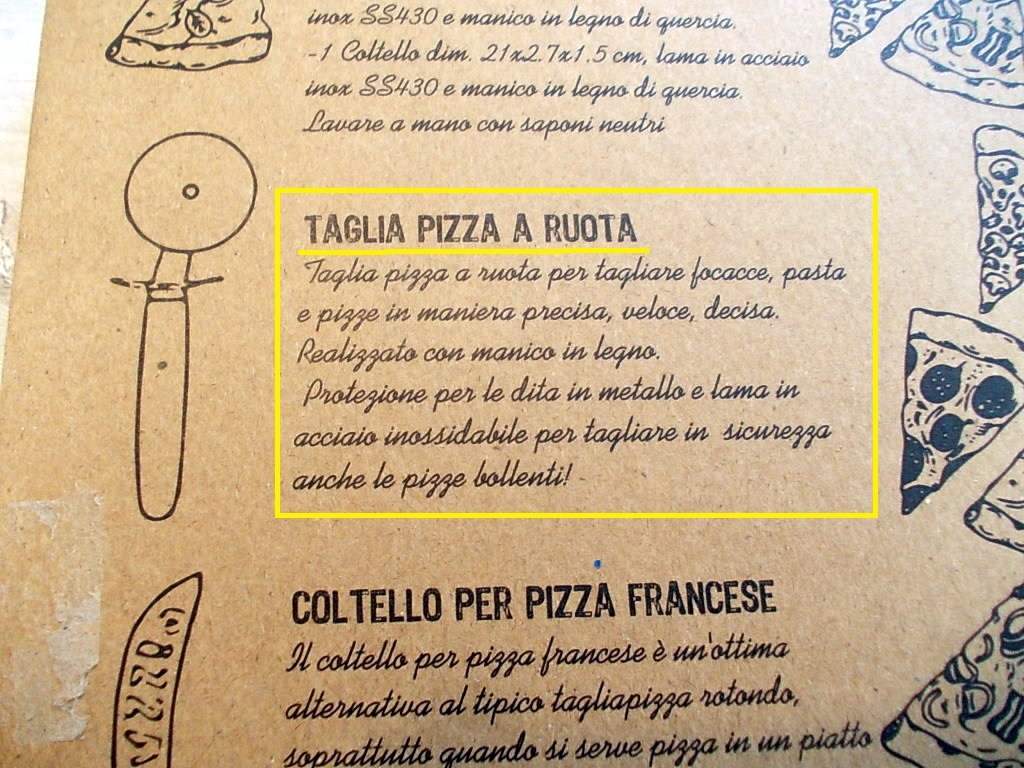 inox SS430 e manico in legno di quercia.
-1 Coltello dim. 21x2.7x1.5 cm, lama in acciaio
inox SS430 e manico in legno di quercia.
Lavare a mano con saponi neutri
TAGLIA PIZZA A RUOTA
Taglia pizza a ruota per tagliare focacce, pasta
e pizze in maniera precisa, veloce, decisa.
Realizzato con manico in legno.
Protezione per le dita in metallo e lama in
acciaio inossidabile per tagliare in sicurezza
anche le pizze bollenti!
COLTELLO PER PIZZA FRANCESE
Il coltello per pizza francese è un'ottima
alternativa al tipico tagliapizza rotondo,
soprattutto quando si serve pizza in un piatto